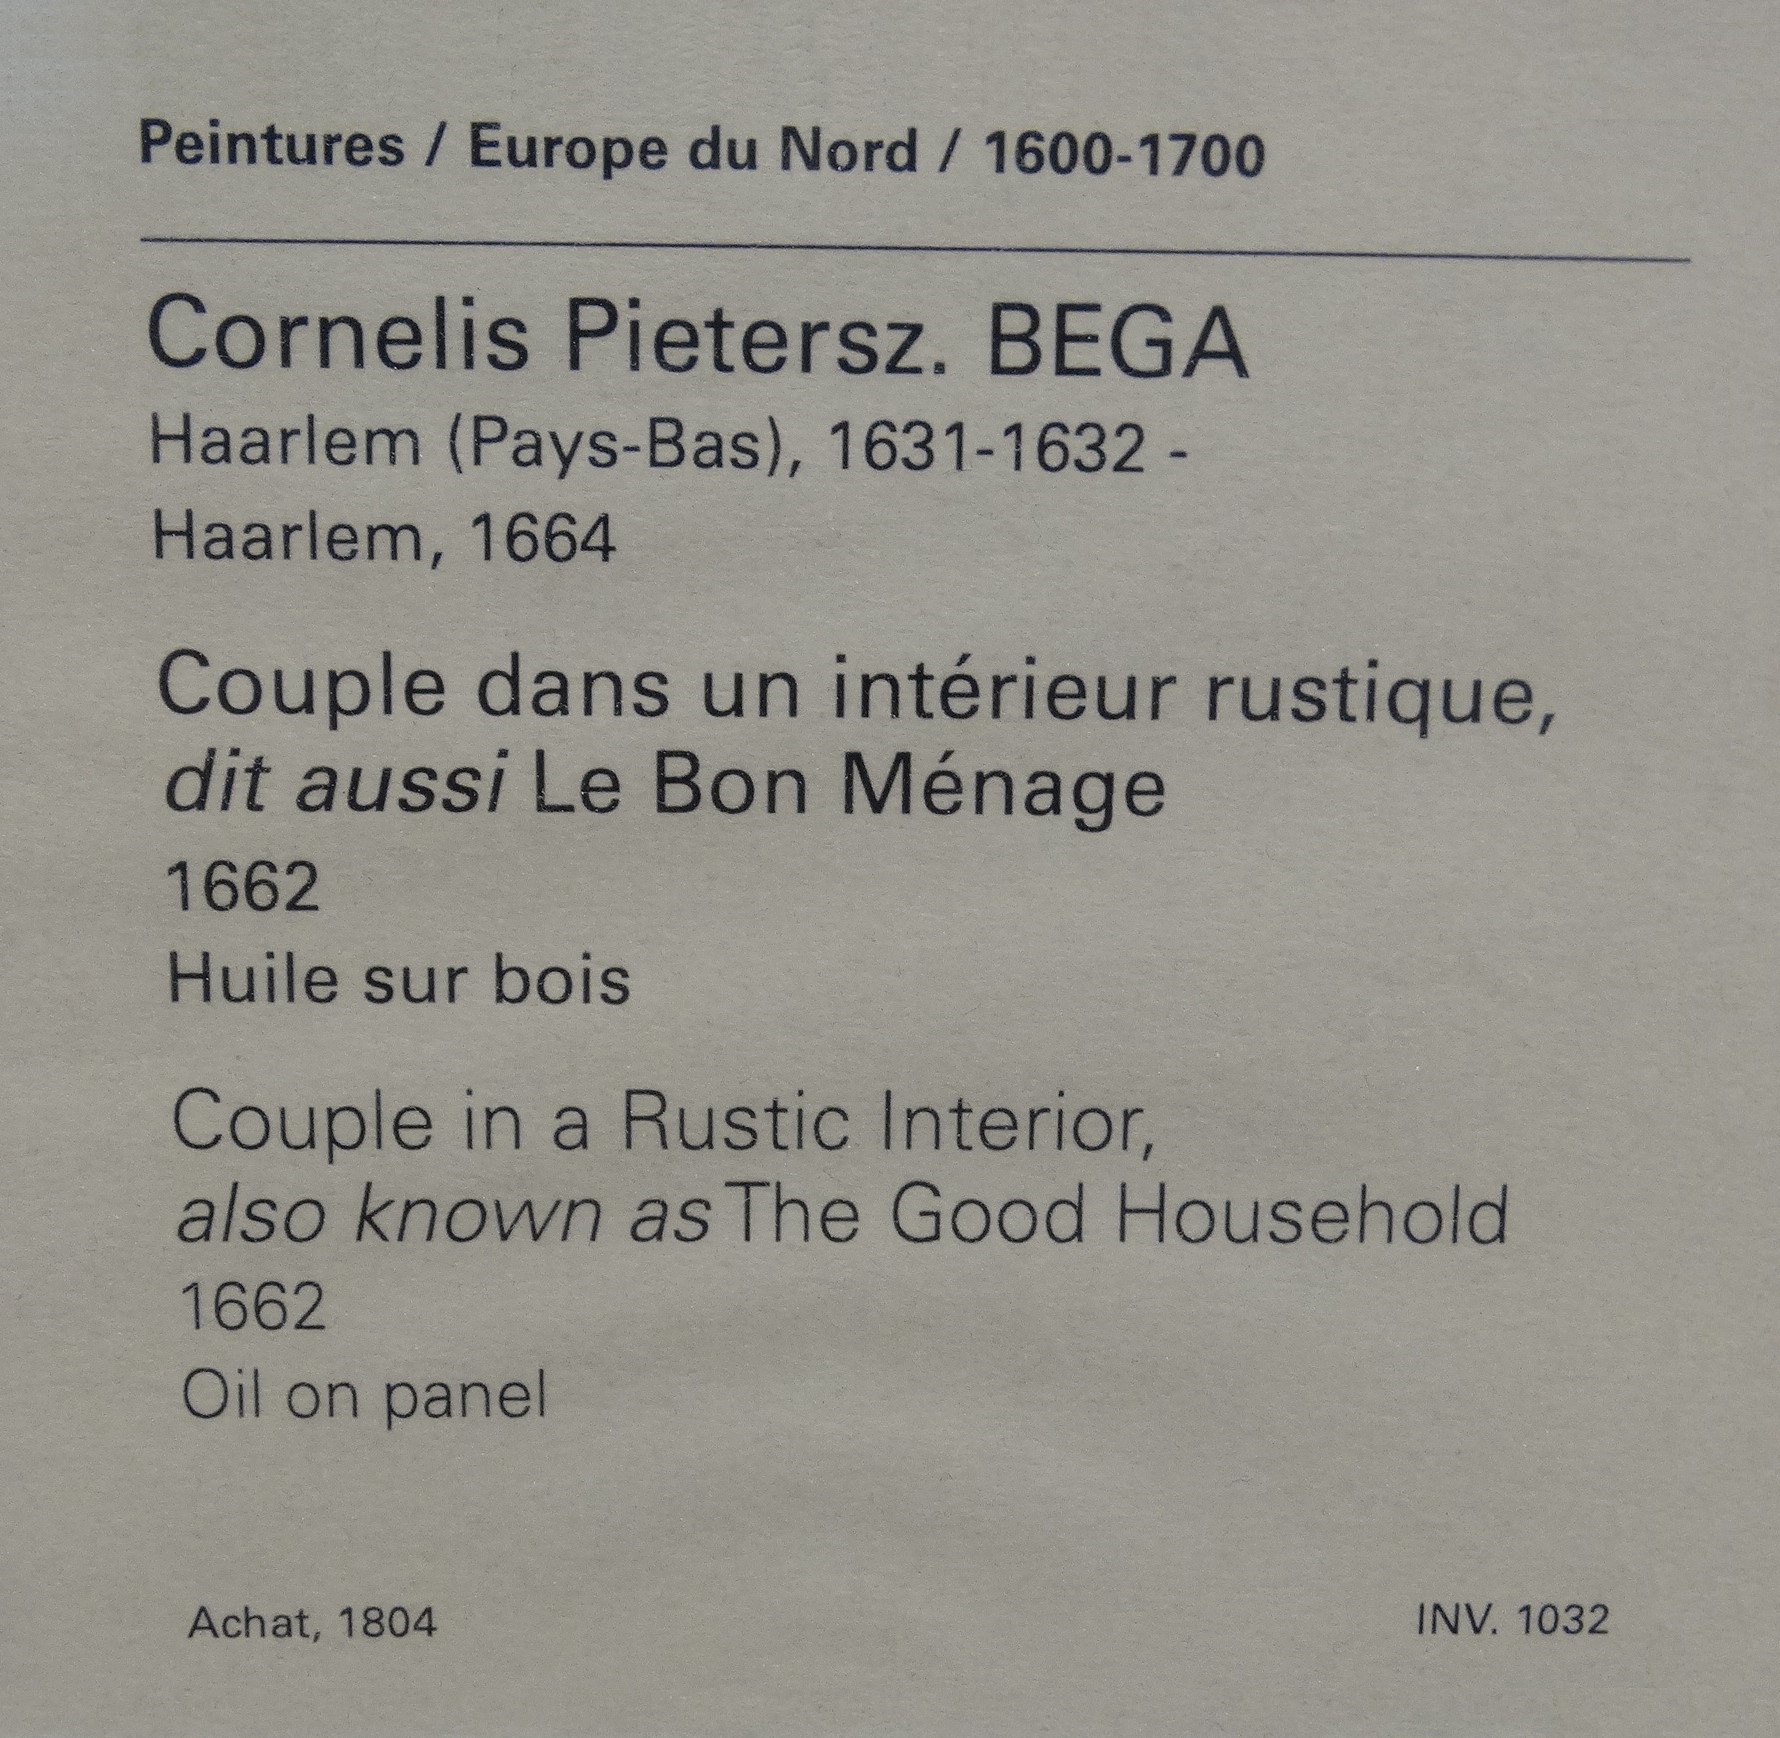 Peintures / Europe du Nord / 1600-1700
Cornelis Pietersz. BEGA
Haarlem (Pays-Bas), 1631-1632 -
Haarlem, 1664
Couple dans un intérieur rustique,
dit aussi Le Bon Ménage
1662
Huile sur bois
Couple in a Rustic Interior,
also known as The Good Household
1662
Oil on panel
Achat, 1804 INV. 1032